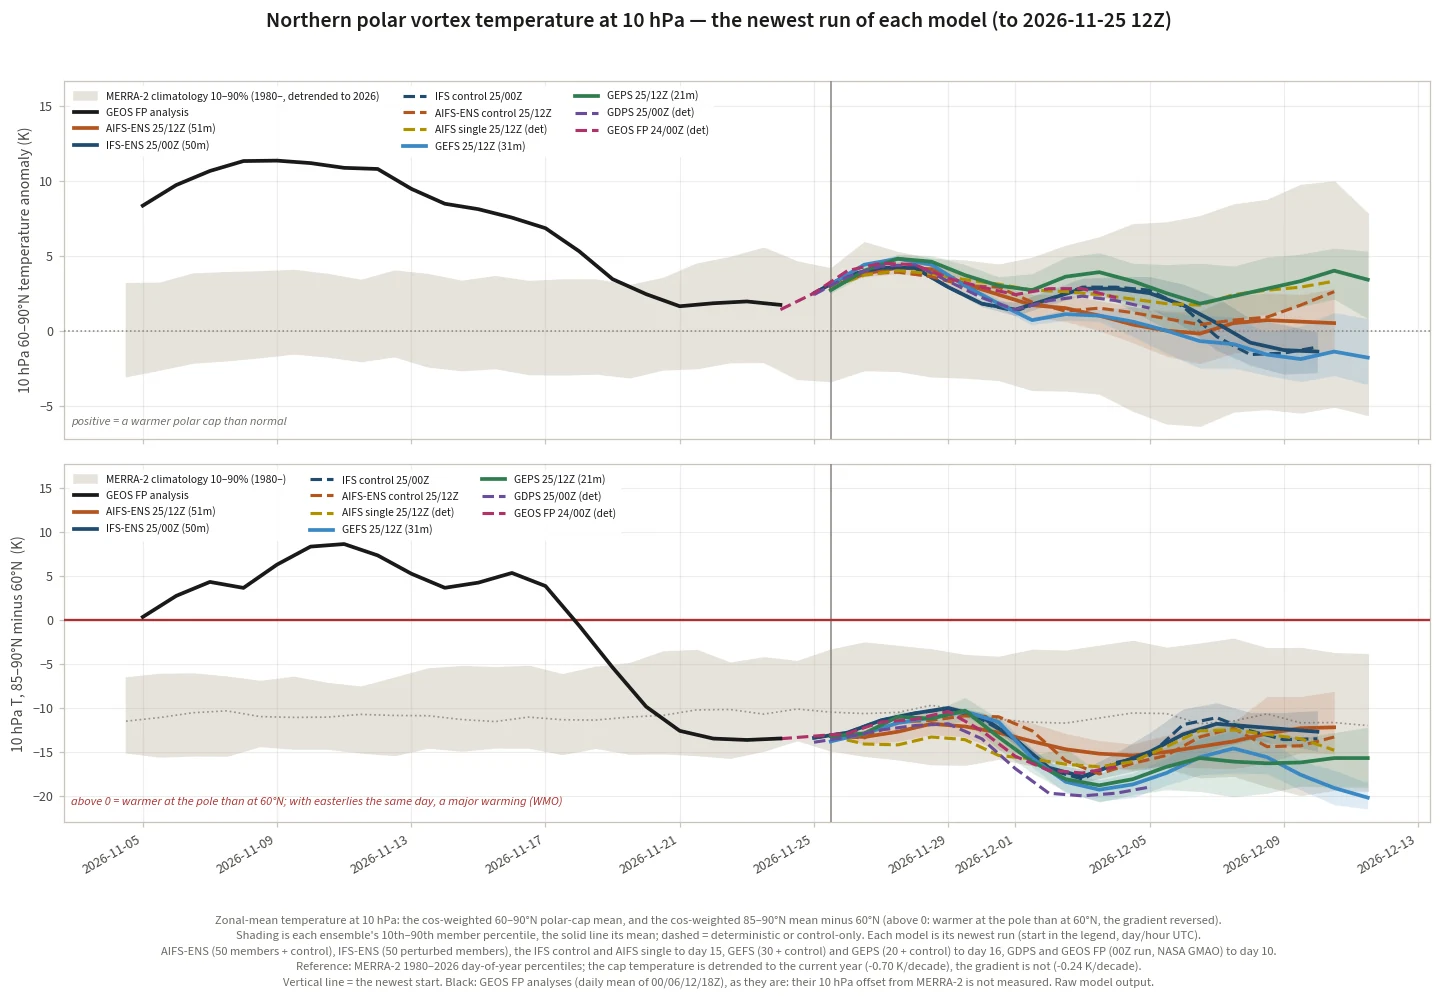 Northern polar vortex temperature at 10 hPa — the newest run of each model (to 2026-11-25 12Z)
10 hPa 60–90°N temperature anomaly (K)
15
10
5
0
−5
MERRA-2 climatology 10–90% (1980–, detrended to 2026)
GEOS FP analysis
AIFS-ENS 25/12Z (51m)
IFS-ENS 25/00Z (50m)
IFS control 25/00Z
AIFS-ENS control 25/12Z
AIFS single 25/12Z (det)
GEFS 25/12Z (31m)
GEPS 25/12Z (21m)
GDPS 25/00Z (det)
GEOS FP 24/00Z (det)
positive = a warmer polar cap than normal
10 hPa T, 85–90°N minus 60°N (K)
15
10
5
0
−5
−10
−15
−20
MERRA-2 climatology 10–90% (1980–)
GEOS FP analysis
AIFS-ENS 25/12Z (51m)
IFS-ENS 25/00Z (50m)
IFS control 25/00Z
AIFS-ENS control 25/12Z
AIFS single 25/12Z (det)
GEFS 25/12Z (31m)
GEPS 25/12Z (21m)
GDPS 25/00Z (det)
GEOS FP 24/00Z (det)
above 0 = warmer at the pole than at 60°N; with easterlies the same day, a major warming (WMO)
2026-11-05
2026-11-09
2026-11-13
2026-11-17
2026-11-21
2026-11-25
2026-11-29
2026-12-01
2026-12-05
2026-12-09
2026-12-13
Zonal-mean temperature at 10 hPa: the cos-weighted 60–90°N polar-cap mean, and the cos-weighted 85–90°N mean minus 60°N (above 0: warmer at the pole than at 60°N, the gradient reversed).
Shading is each ensemble's 10th–90th member percentile, the solid line its mean; dashed = deterministic or control-only. Each model is its newest run (start in the legend, day/hour UTC).
AIFS-ENS (50 members + control), IFS-ENS (50 perturbed members), the IFS control and AIFS single to day 15, GEFS (30 + control) and GEPS (20 + control) to day 16, GDPS and GEOS FP (00Z run, NASA GMAO) to day 10.
Reference: MERRA-2 1980–2026 day-of-year percentiles; the cap temperature is detrended to the current year (-0.70 K/decade), the gradient is not (-0.24 K/decade).
Vertical line = the newest start. Black: GEOS FP analyses (daily mean of 00/06/12/18Z), as they are: their 10 hPa offset from MERRA-2 is not measured. Raw model output.